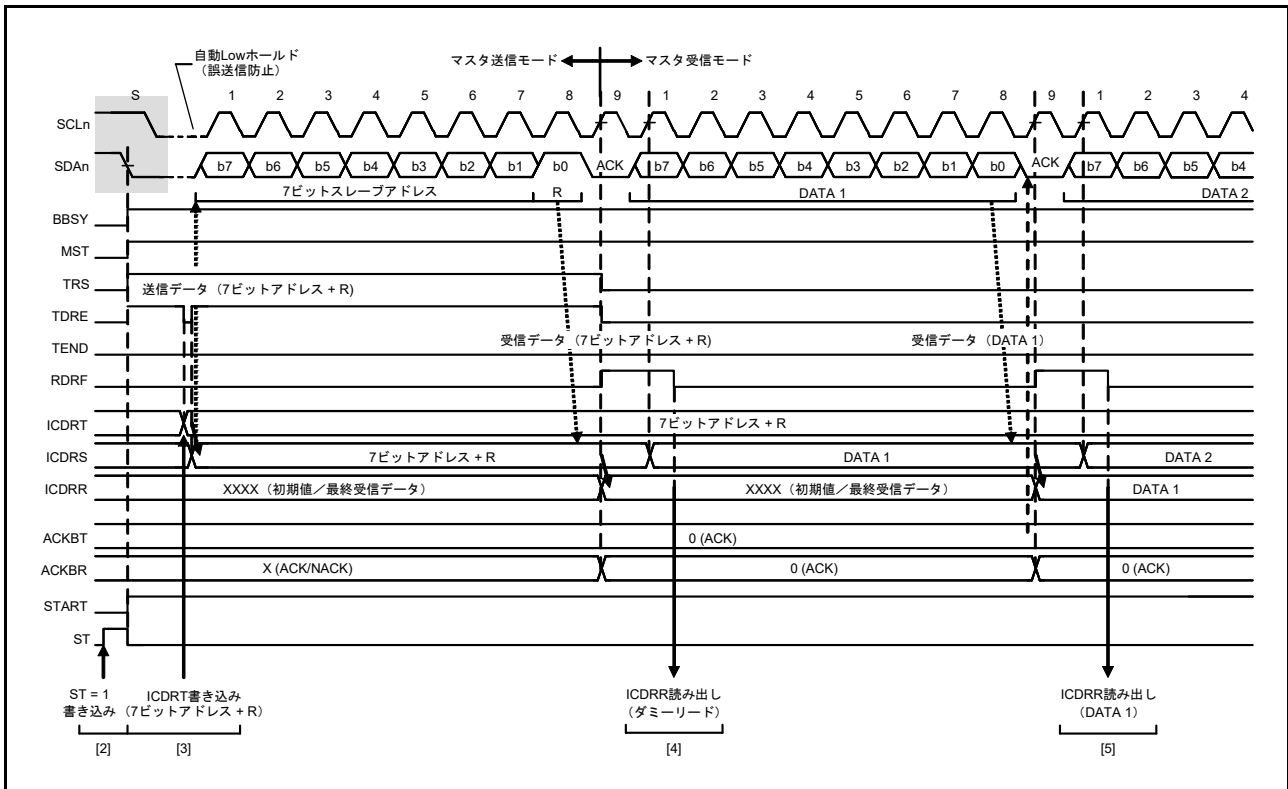 自動Lowホールド
(誤送信防止)
マスタ送信モード
マスタ受信モード
S 1 2 3 4 5 6 7 8 9 1 2 3 4 5 6 7 8 9 1 2 3 4
SCLn
SDAn b7 b6 b5 b4 b3 b2 b1 b0 ACK b7 b6 b5 b4 b3 b2 b1 b0 ACK b7 b6 b5 b4
7ビットスレーブアドレス R DATA 1 DATA 2
BBSY
MST
TRS
送信データ (7ビットアドレス + R)
TDRE
受信データ (7ビットアドレス + R) 受信データ (DATA 1)
TEND
RDRF
ICDRT 7ビットアドレス + R
ICDRS 7ビットアドレス + R DATA 1 DATA 2
ICDRR XXXX (初期値/最終受信データ) XXXX (初期値/最終受信データ) DATA 1
ACKBT 0 (ACK)
ACKBR X (ACK/NACK) 0 (ACK) 0 (ACK)
START
ST
ST = 1
書き込み
ICDRT書き込み
(7ビットアドレス + R)
ICDRR読み出し
(ダミーリード)
ICDRR読み出し
(DATA 1)
[2] [3] [4] [5]